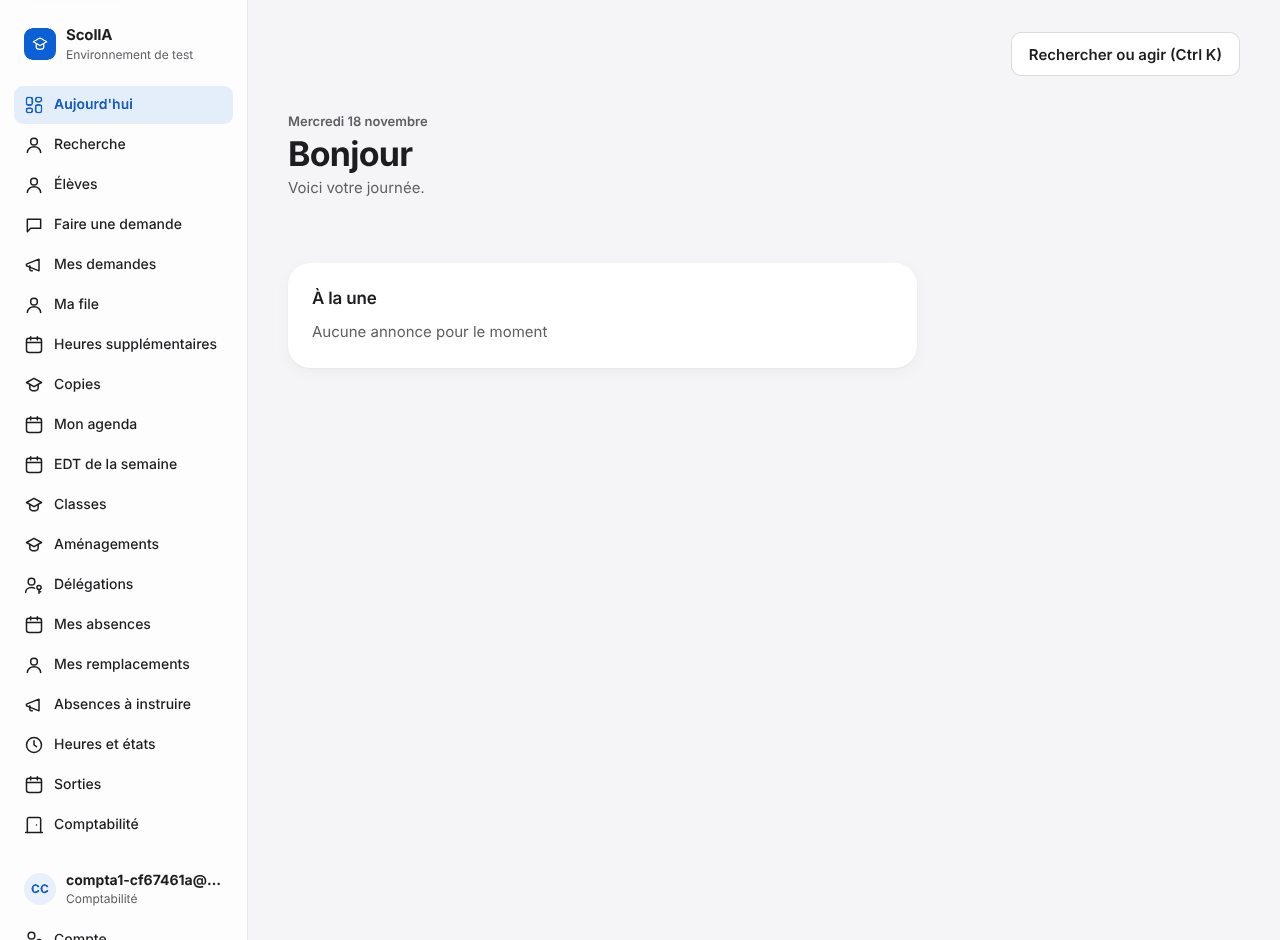 ScolIA
Environnement de test
Aujourd'hui
Recherche
Élèves
Faire une demande
Mes demandes
Ma file
Heures supplémentaires
Copies
Mon agenda
EDT de la semaine
Classes
Aménagements
Délégations
Mes absences
Mes remplacements
Absences à instruire
Heures et états
Sorties
Comptabilité
CC
compta1-cf67461a@...
Comptabilité
Compte
Rechercher ou agir (Ctrl K)
Mercredi 18 novembre
Bonjour
Voici votre journée.
À la une
Aucune annonce pour le moment